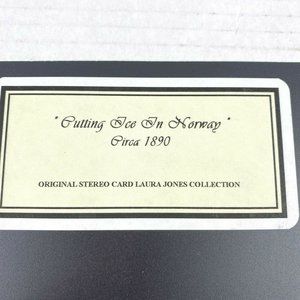 "Cutting Ice In Norway"
Circa 1890
ORIGINAL STEREO CARD LAURA JONES COLLECTION